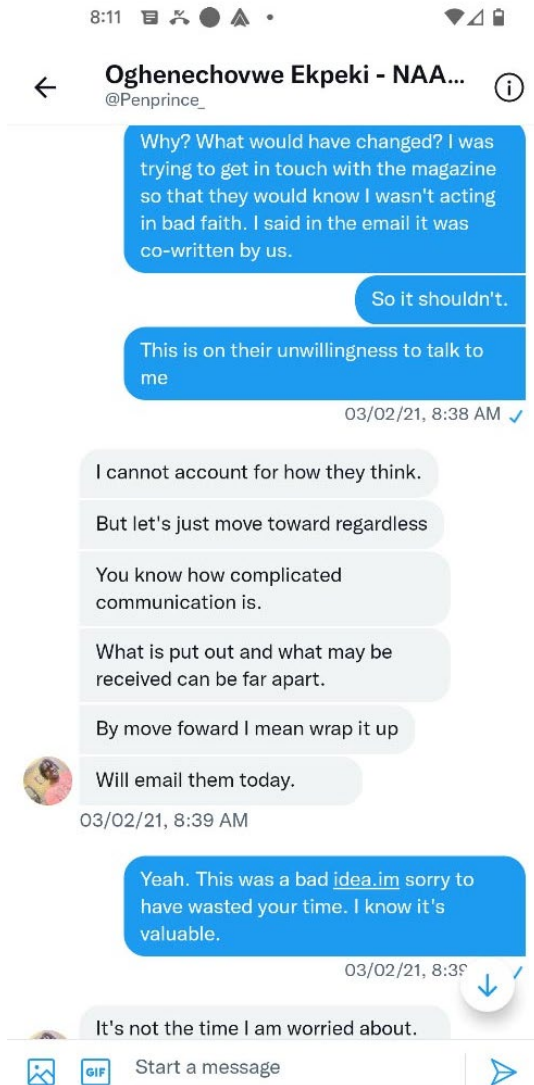 8:11
Oghenechovwe Ekpeki - NAA...
@Penprince_
Why? What would have changed? I was
trying to get in touch with the magazine
so that they would know I wasn't acting
in bad faith. I said in the email it was
co-written by us.
So it shouldn't.
This is on their unwillingness to talk to
me
03/02/21, 8:38 AM
I cannot account for how they think.
But let's just move toward regardless
You know how complicated
communication is.
What is put out and what may be
received can be far apart.
By move foward I mean wrap it up
Will email them today.
03/02/21, 8:39 AM
Yeah. This was a bad idea.im sorry to
have wasted your time. I know it's
valuable.
03/02/21, 8:39
It's not the time I am worried about.
GIF
Start a message